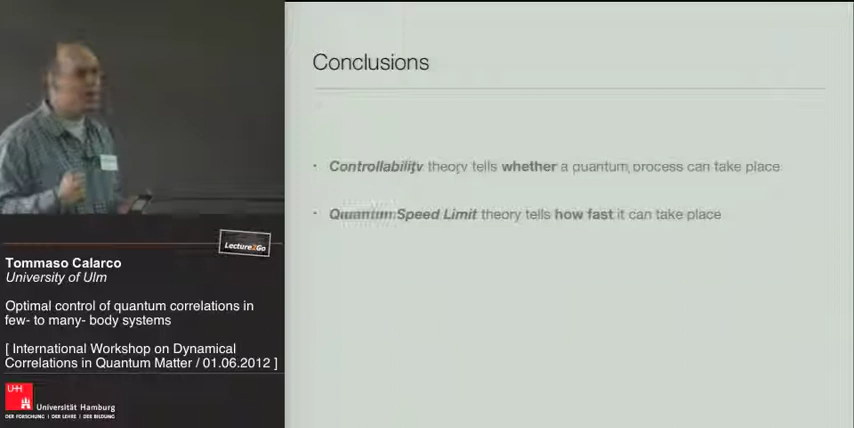 Conclusions
· Controllability theory tells whether a quantum process can take place
· Quantum Speed Limit theory tells how fast it can take place
Lecture2Go
Tommaso Calarco
University of Ulm
Optimal control of quantum correlations in
few- to many- body systems
[ International Workshop on Dynamical
Correlations in Quantum Matter / 01.06.2012 ]
UH
Universität Hamburg
DER FORSCHUNG | DER LEHRE | DER BILDUNG